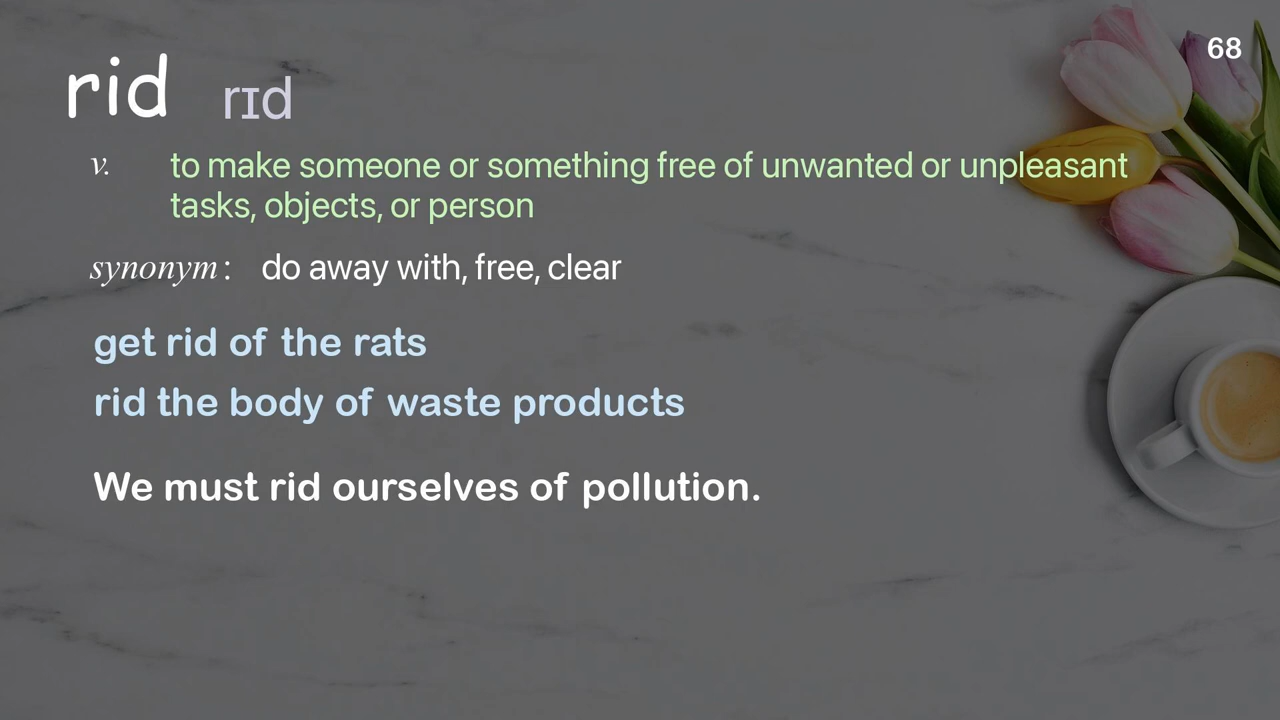 68
rid rɪd
v. to make someone or something free of unwanted or unpleasant
tasks, objects, or person
synonym: do away with, free, clear
get rid of the rats
rid the body of waste products
We must rid ourselves of pollution.